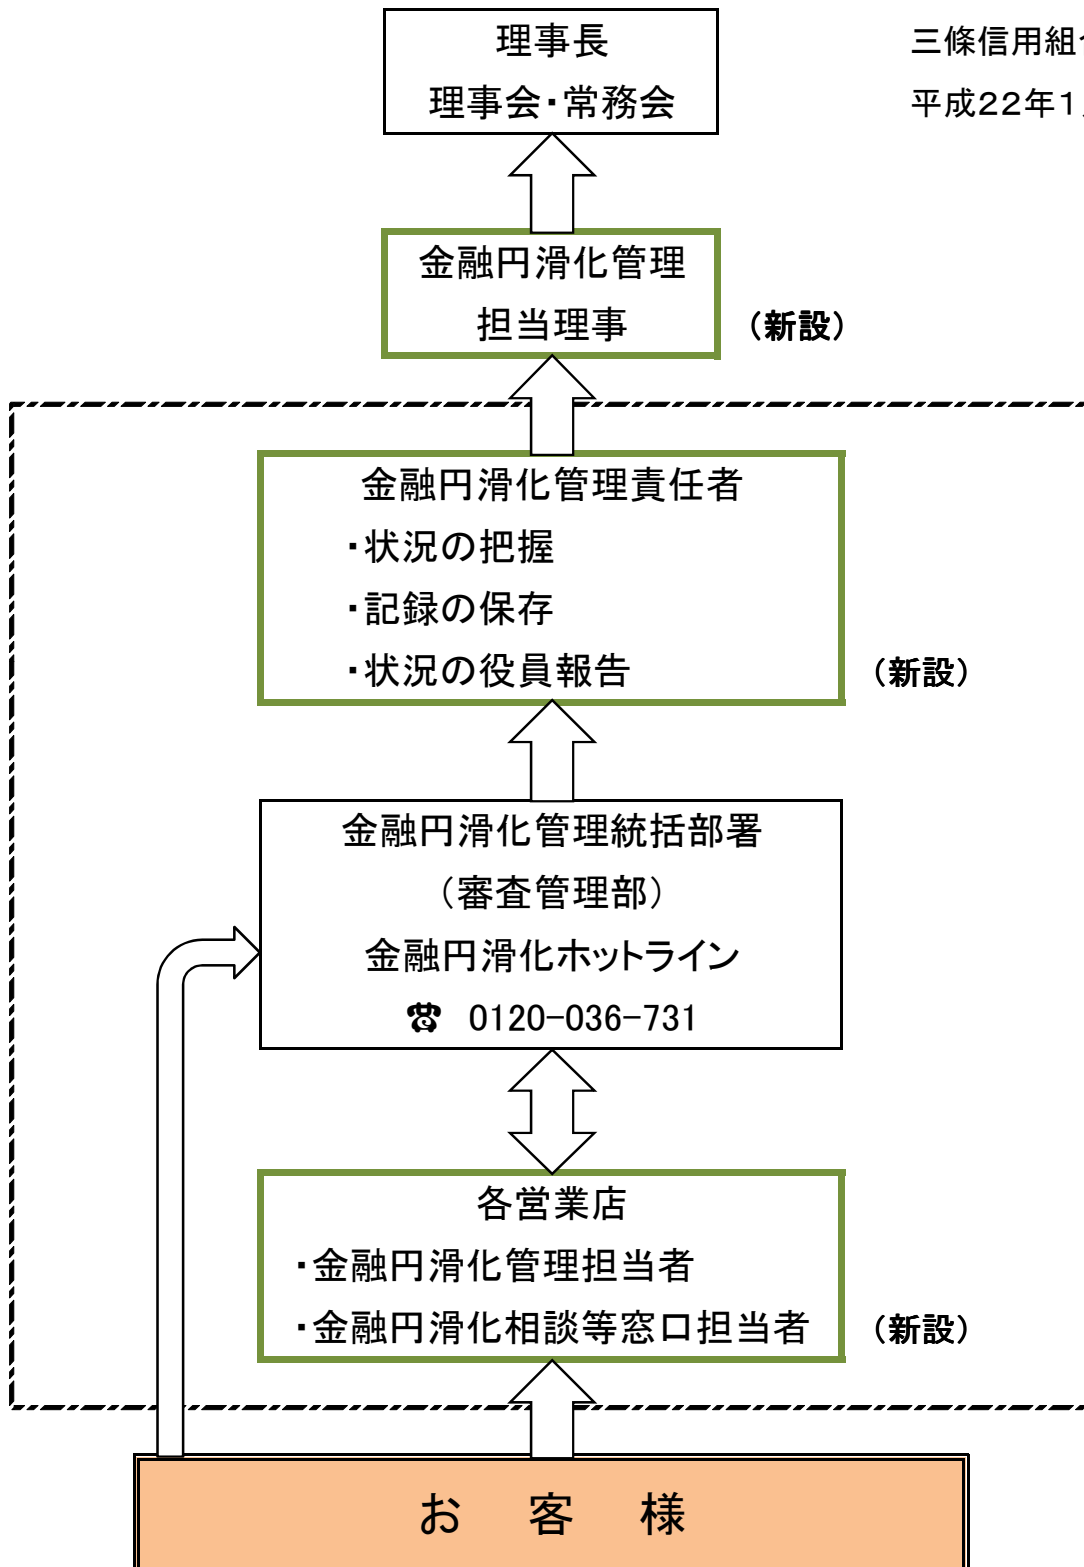 理事長
理事会・常務会
三條信用組
平成22年1
金融円滑化管理
担当理事
（新設）
金融円滑化管理責任者
・状況の把握
・記録の保存
・状況の役員報告
（新設）
金融円滑化管理統括部署
（審査管理部）
金融円滑化ホットライン
☎ 0120-036-731
各営業店
・金融円滑化管理担当者
・金融円滑化相談等窓口担当者
（新設）
お 客 様